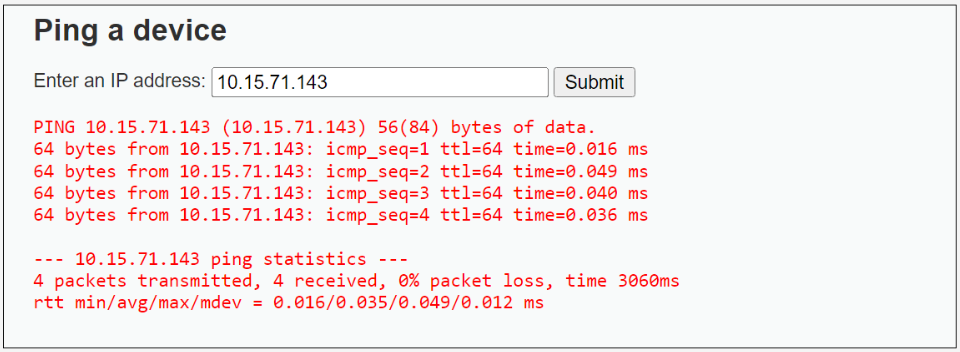 Ping a device
Enter an IP address: 10.15.71.143 Submit
PING 10.15.71.143 (10.15.71.143) 56(84) bytes of data.
64 bytes from 10.15.71.143: icmp_seq=1 ttl=64 time=0.016 ms
64 bytes from 10.15.71.143: icmp_seq=2 ttl=64 time=0.049 ms
64 bytes from 10.15.71.143: icmp_seq=3 ttl=64 time=0.040 ms
64 bytes from 10.15.71.143: icmp_seq=4 ttl=64 time=0.036 ms
--- 10.15.71.143 ping statistics ---
4 packets transmitted, 4 received, 0% packet loss, time 3060ms
rtt min/avg/max/mdev = 0.016/0.035/0.049/0.012 ms